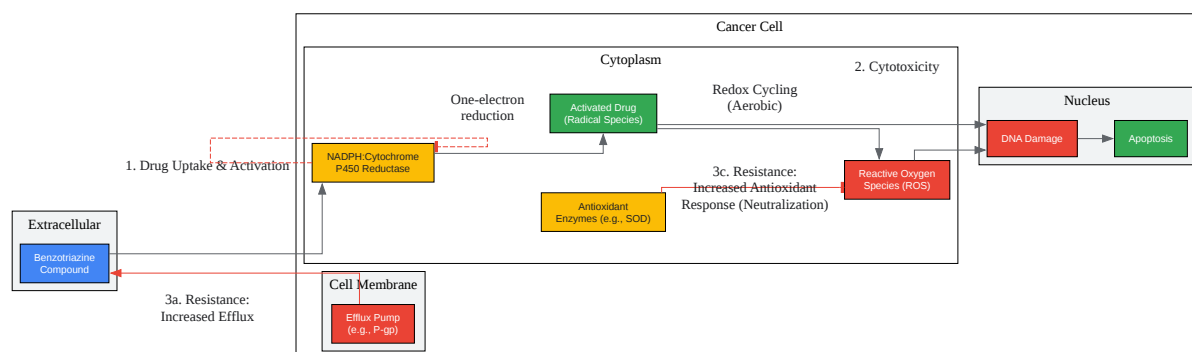 Cancer Cell
Cytoplasm
2. Cytotoxicity
One-electron
reduction
Activated Drug
(Radical Species)
Redox Cycling
(Aerobic)
Nucleus
DNA Damage
Apoptosis
1. Drug Uptake & Activation
NADPH:Cytochrome
P450 Reductase
3c. Resistance:
Increased Antioxidant
Response (Neutralization)
Reactive Oxygen
Species (ROS)
Antioxidant
Enzymes (e.g., SOD)
Extracellular
Benzotriazine
Compound
3a. Resistance:
Increased Efflux
Cell Membrane
Efflux Pump
(e.g., P-gp)